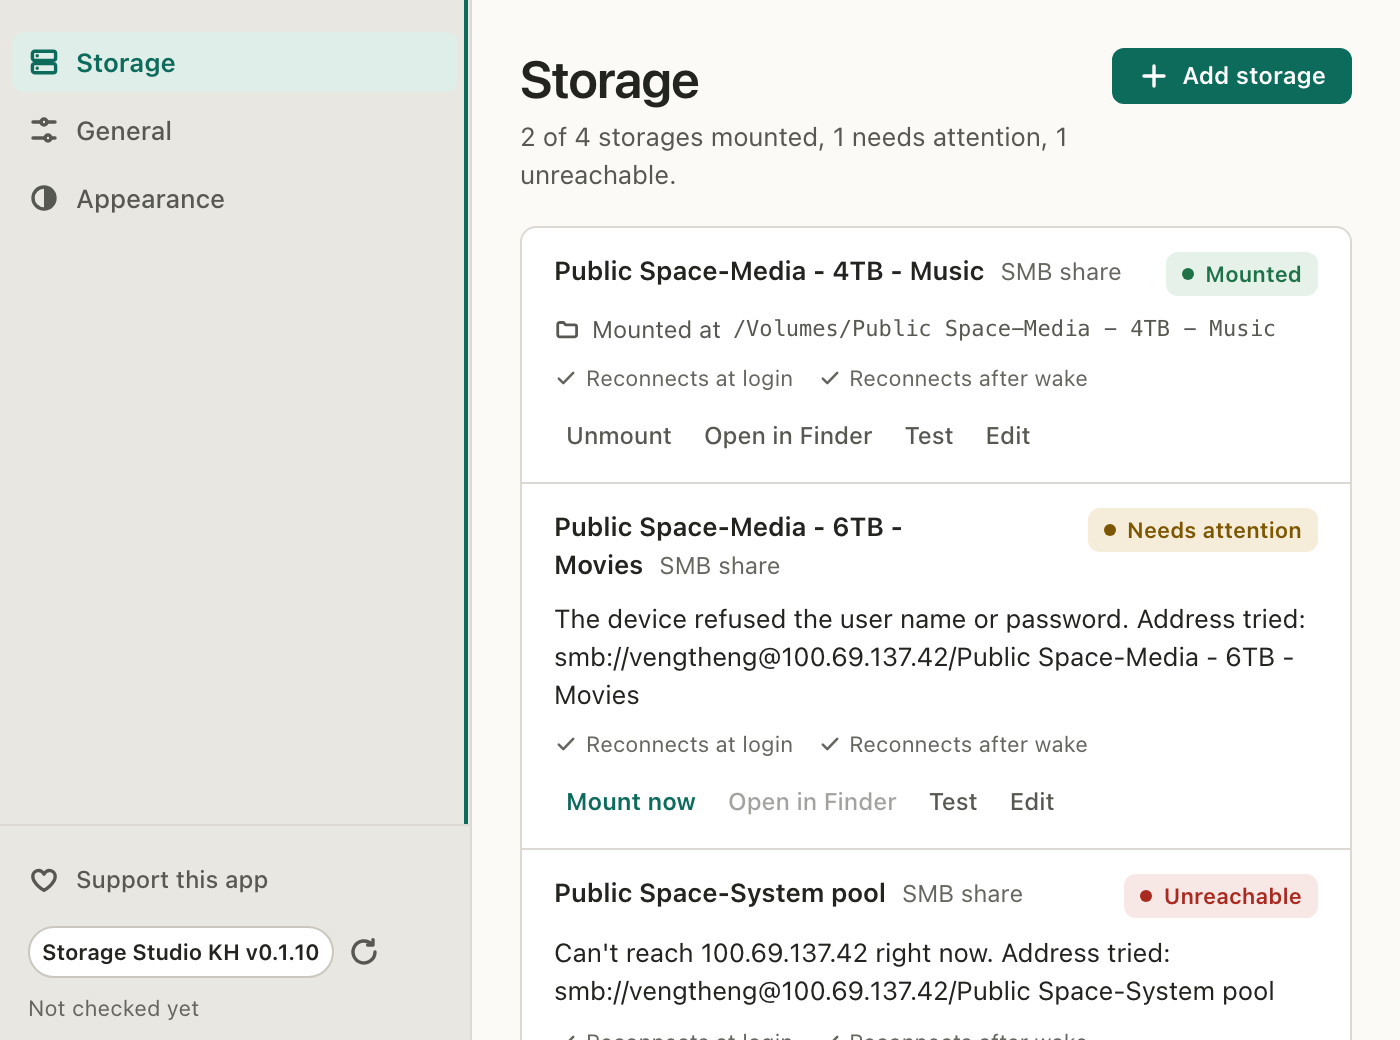 Storage
General
Appearance
Support this app
Storage Studio KH v0.1.10
Not checked yet
Storage
Add storage
2 of 4 storages mounted, 1 needs attention, 1
unreachable.
Public Space-Media - 4TB - Music SMB share
Mounted
Mounted at /Volumes/Public Space-Media - 4TB - Music
Reconnects at login Reconnects after wake
Unmount Open in Finder Test Edit
Public Space-Media - 6TB -
Movies SMB share
Needs attention
The device refused the user name or password. Address tried:
smb://vengtheng@100.69.137.42/Public Space-Media - 6TB -
Movies
Reconnects at login Reconnects after wake
Mount now Open in Finder Test Edit
Public Space-System pool SMB share
Unreachable
Can't reach 100.69.137.42 right now. Address tried:
smb://vengtheng@100.69.137.42/Public Space-System pool
Reconnects at login Reconnects after wake